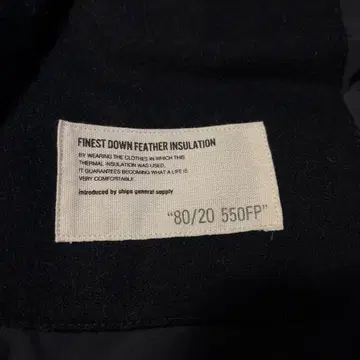 FINEST DOWN FEATHER INSULATION
BY WEARING THE CLOTHES IN WHICH THIS
THERMAL INSULATION WAS USED,
IT GUARANTEES BECOMING WHAT A LIFE IS
VERY COMFORTABLE.
introduced by ships general supply
"80/20 550FP"